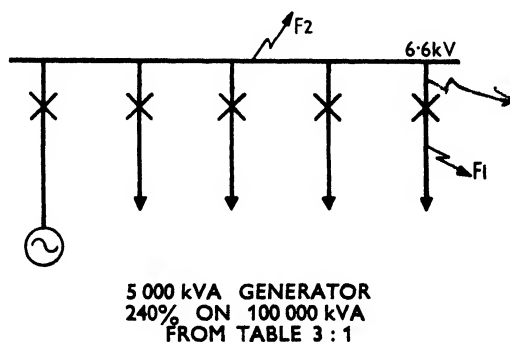 F2
6·6kV
F1
5 000 kVA GENERATOR
240% ON 100 000 kVA
FROM TABLE 3 : 1